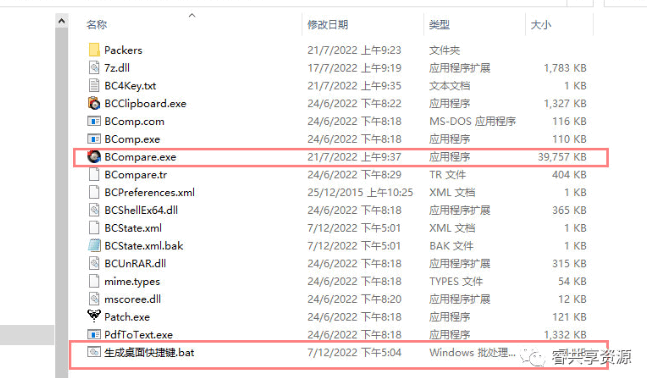 名称 修改日期 类型 大小
Packers 21/7/2022 上午9:23 文件夹
7z.dll 17/7/2022 上午9:19 应用程序扩展 1,783 KB
BC4Key.txt 21/7/2022 上午9:35 文本文档 1 KB
BCClipboard.exe 24/6/2022 下午8:22 应用程序 1,327 KB
BComp.com 24/6/2022 下午8:18 MS-DOS 应用程序 116 KB
BComp.exe 24/6/2022 下午8:18 应用程序 110 KB
BCompare.exe 21/7/2022 上午9:37 应用程序 39,757 KB
BCompare.tr 24/6/2022 下午8:29 TR 文件 404 KB
BCPreferences.xml 25/12/2015 上午10:25 XML 文档 1 KB
BCShellEx64.dll 24/6/2022 下午8:18 应用程序扩展 365 KB
BCState.xml 7/12/2022 下午5:01 XML 文档 1 KB
BCState.xml.bak 7/12/2022 下午5:01 BAK 文件 1 KB
BCUnRAR.dll 24/6/2022 下午8:18 应用程序扩展 315 KB
mime.types 24/6/2022 下午8:18 TYPES 文件 54 KB
mscoree.dll 24/6/2022 下午8:20 应用程序扩展 12 KB
Patch.exe 24/6/2022 下午8:18 应用程序 121 KB
PdfToText.exe 24/6/2022 下午8:18 应用程序 1,332 KB
生成桌面快捷键.bat 7/12/2022 下午5:04 Windows 批处理... KB
睿共享资源